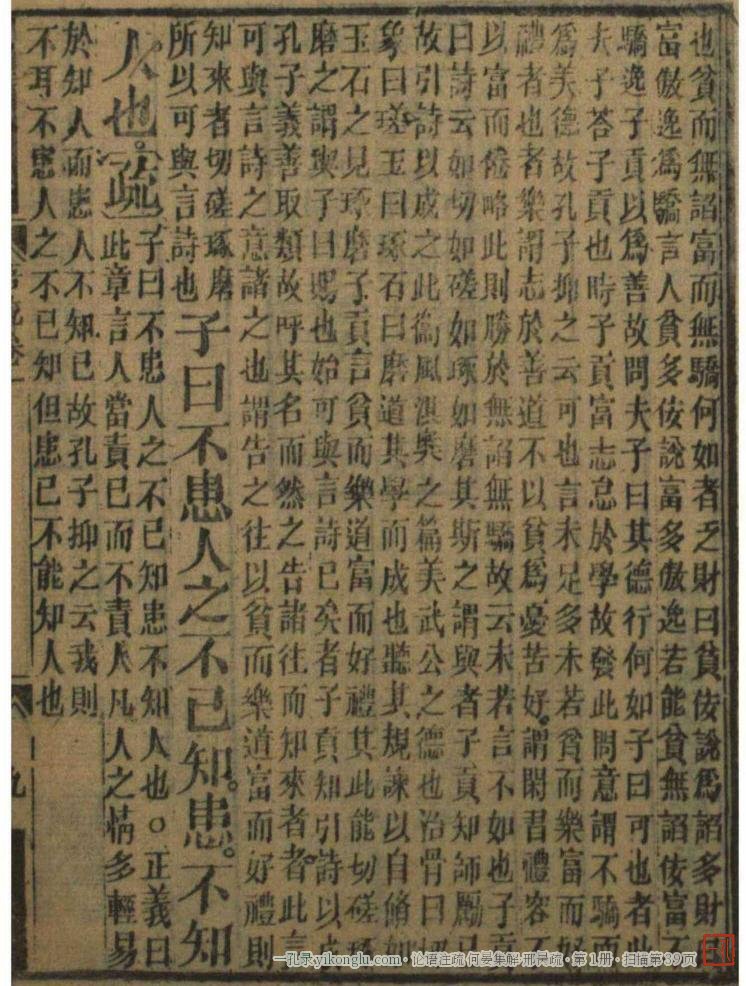 也貧而無諂富而無驕何如者乏財曰貧佞說爲諂多財曰
富傲逸爲驕言人貧多佞說富多傲逸若能貧無諂佞富不
驕逸子貢以爲善故問夫子曰其德行何如子曰可也者此
夫子荅子貢也時子貢富志怠於學故發此問意謂不驕而
爲美德故孔子抑之云可也言未足多未若貧而樂富而好
禮者也者樂謂志於善道不以貧爲憂苦好謂閑習禮容不
以富而倦略此則勝於無諂無驕故云未若言不如也子貢
曰詩云如切如磋如琢如磨其斯之謂與者子貢知師勵己
故引詩以成之此衞風淇奧之篇美武公之德也治骨曰切
象曰瑳玉曰琢石曰磨道其學而成也聽其規諫以自脩如
玉石之見琢磨子貢言貧而樂道富而好禮其此能切磋琢
磨之謂與子曰賜也始可與言詩已矣者子貢知引詩以成
孔子義善取類故呼其名而然之告諸往而知來者者此言
可與言詩之意諸之也謂告之往以貧而樂道富而好禮則
知來者切磋琢磨
所以可與言詩也
子曰不患人之不己知患。不知
人也。疏
子曰不患人之不己知患不知人也○正義曰
此章言人當責己而不責人凡人之情多輕易
於知人而患人不知己故孔子抑之云我則
不耳不患人之不己知但患己不能知人也
九
一孔录 yikonglu.com · 论语注疏 何晏集解 邢昺疏 · 第 1册 · 扫描第39页